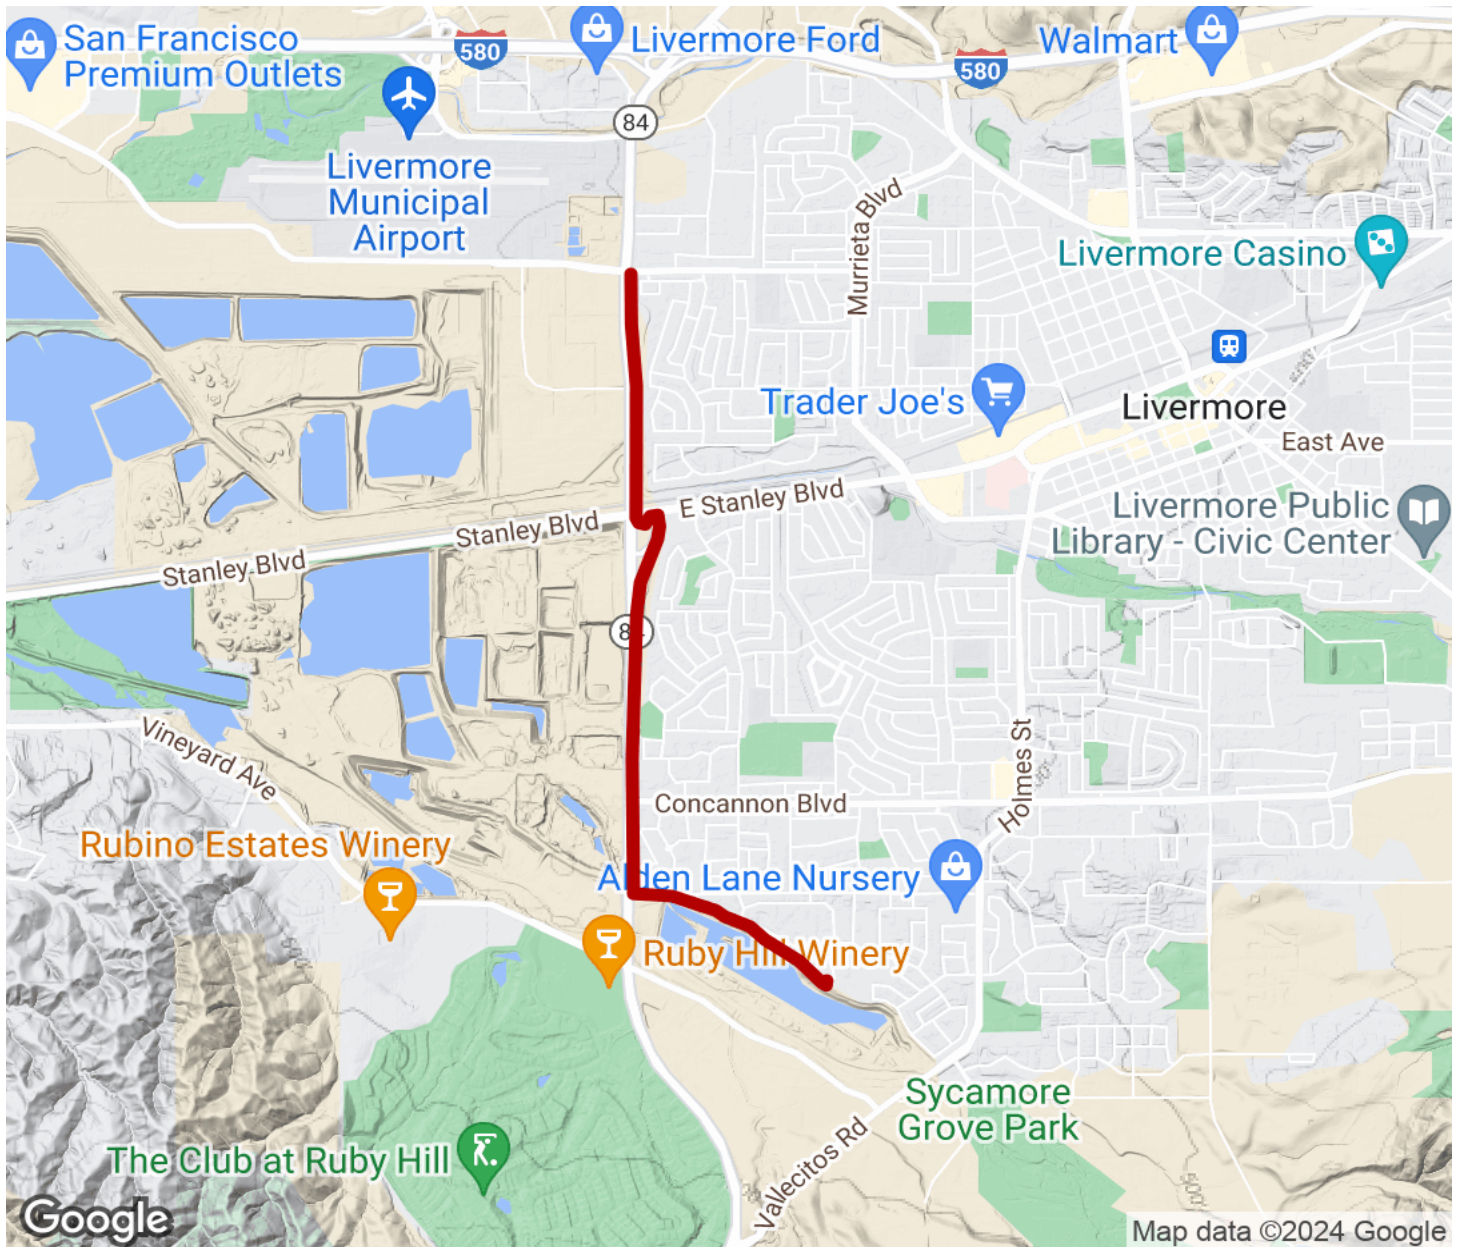 San Francisco
Premium Outlets
580
Livermore Ford
Walmart
580
84
Livermore
Municipal
Airport
Murrieta Blvd
Livermore Casino
Trader Joe's
Livermore
East Ave
E Stanley Blvd
Stanley Blvd
Stanley Blvd
Livermore Public
Library - Civic Center
84
Vineyard Ave
Holmes St
Concannon Blvd
Rubino Estates Winery
Alden Lane Nursery
Ruby Hill Winery
Sycamore
Grove Park
The Club at Ruby Hill
Vallecitos Rd
Google
Map data ©2024 Google